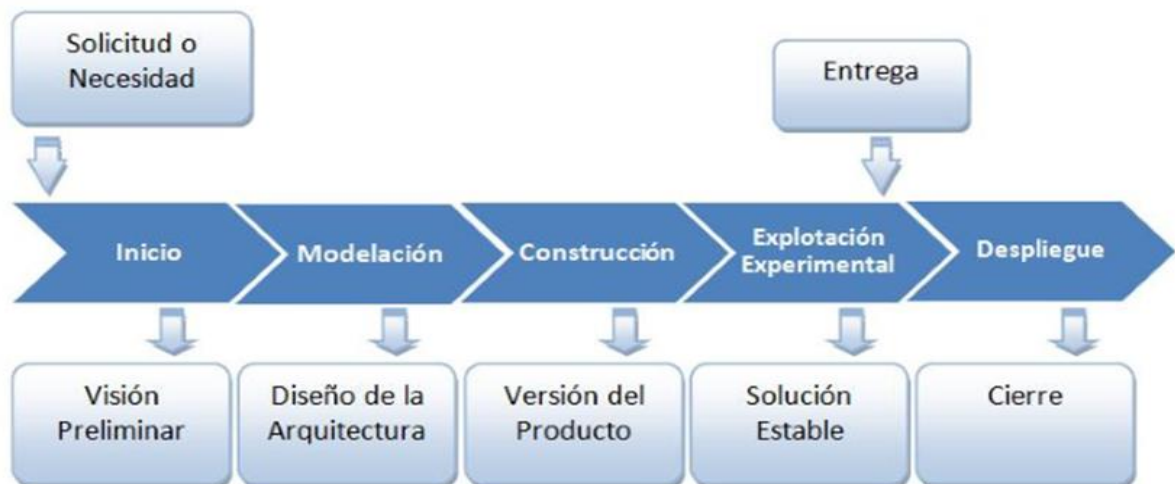 Solicitud o
Necesidad
Entrega
Inicio
Modelación
Construcción
Explotación
Experimental
Despliegue
Visión
Preliminar
Diseño de la
Arquitectura
Versión del
Producto
Solución
Estable
Cierre